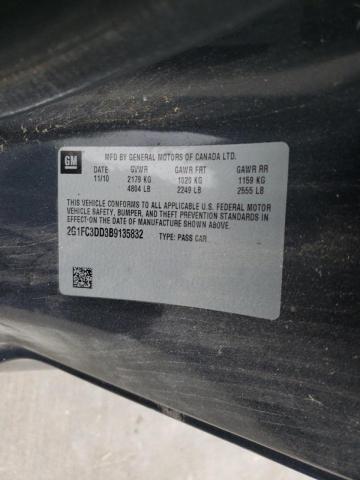 GM
MFD BY GENERAL MOTORS OF CANADA LTD.
DATE GVWR GAWR FRT GAWR RR
11/10 2179 KG 1020 KG 1159 KG
4804 LB 2249 LB 2555 LB
THIS VEHICLE CONFORMS TO ALL APPLICABLE U.S. FEDERAL MOTOR
VEHICLE SAFETY, BUMPER, AND THEFT PREVENTION STANDARDS IN
EFFECT ON THE DATE OF MANUFACTURE SHOWN ABOVE.
2G1FC3DD3B9135832 TYPE: PASS CAR